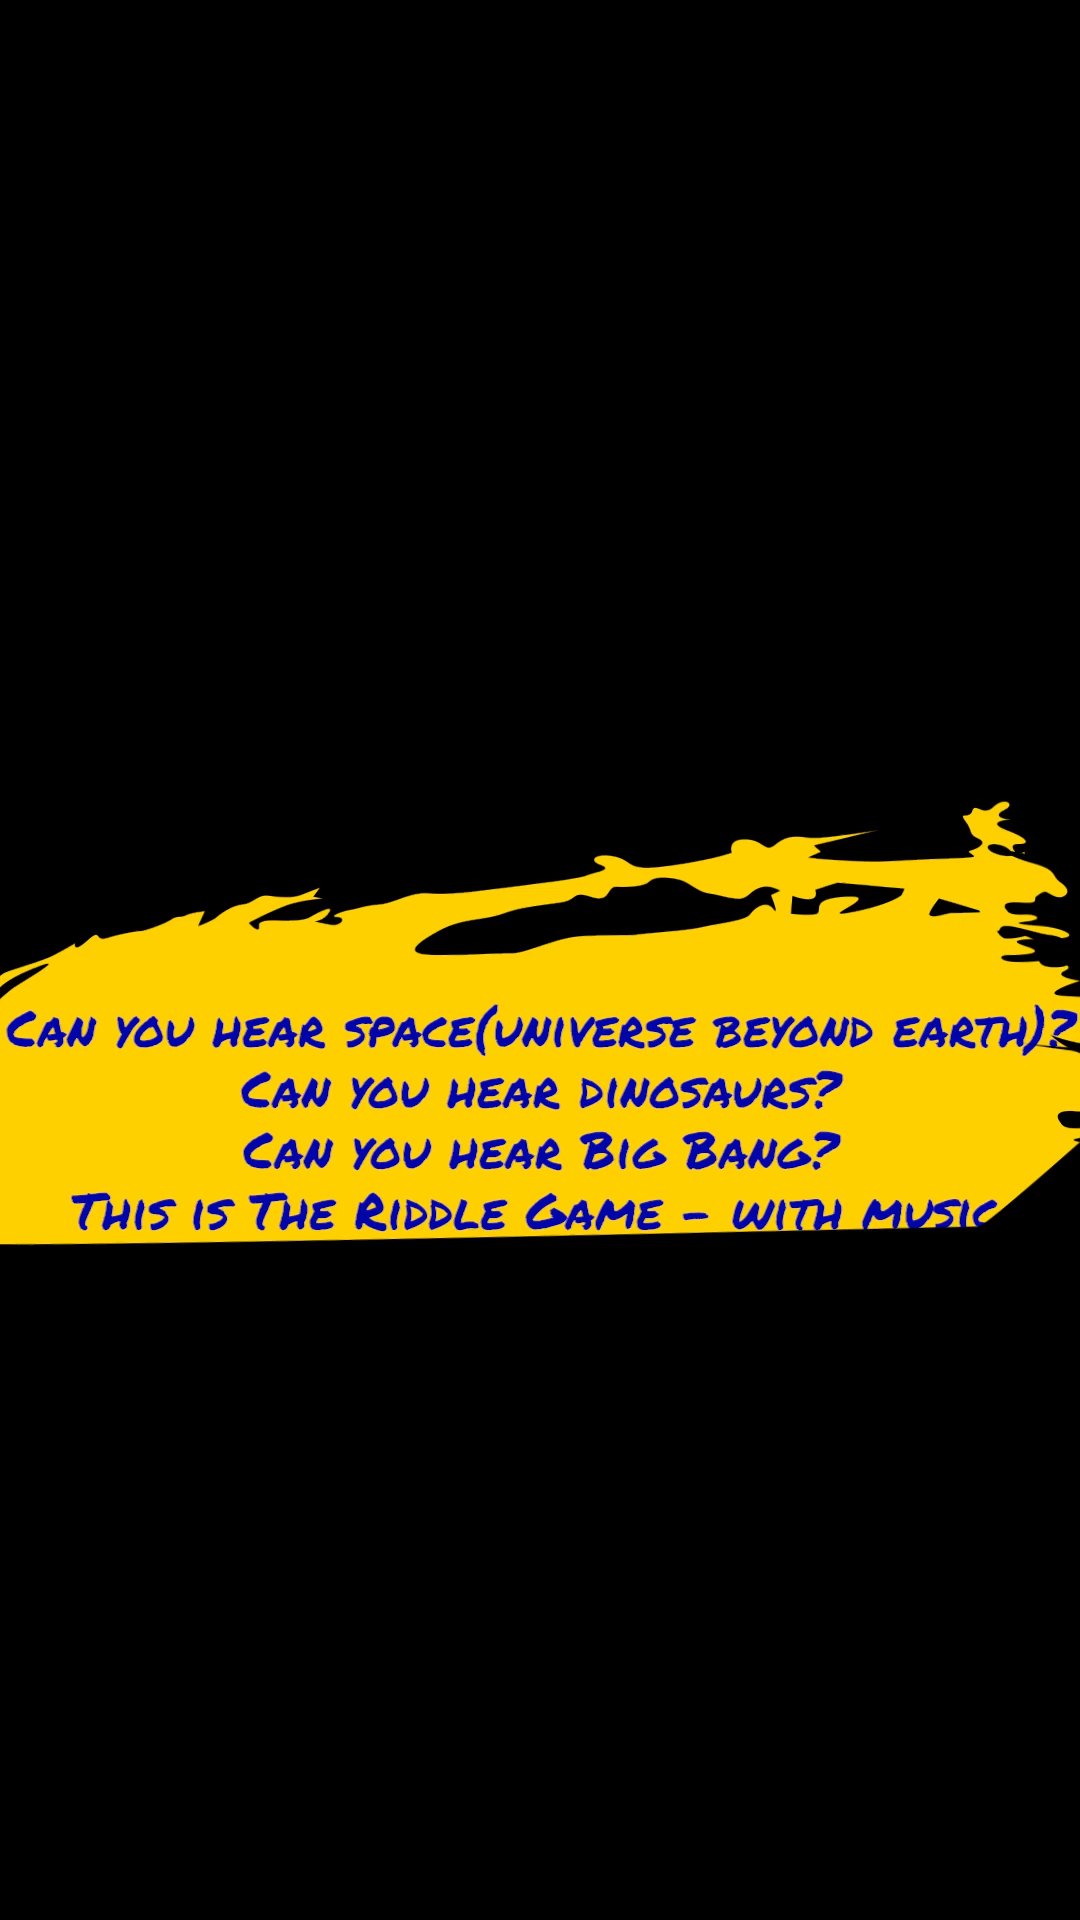 Can you hear space(universe beyond earth)?
Can you hear dinosaurs?
Can you hear Big Bang?
This is The Riddle Game - with music